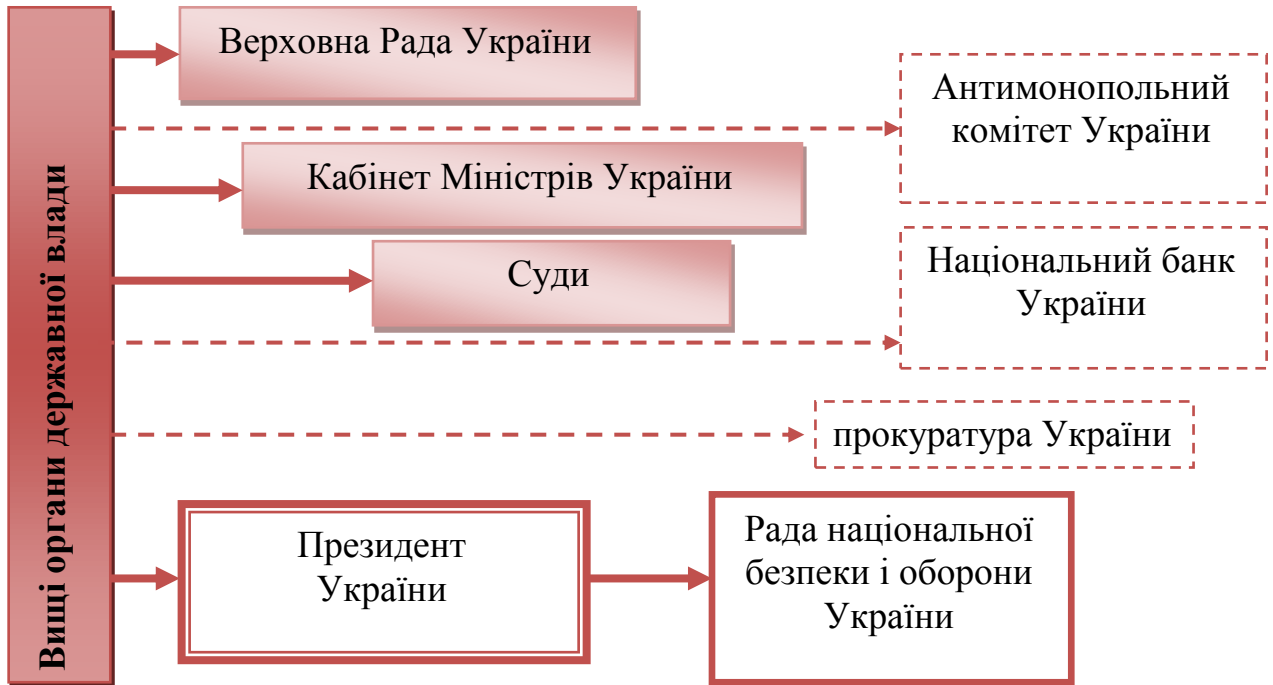 Вищі органи державної влади
Верховна Рада України
Антимонопольний
комітет України
Кабінет Міністрів України
Національний банк
України
Суди
прокуратура України
Президент
України
Рада національної
безпеки і оборони
України